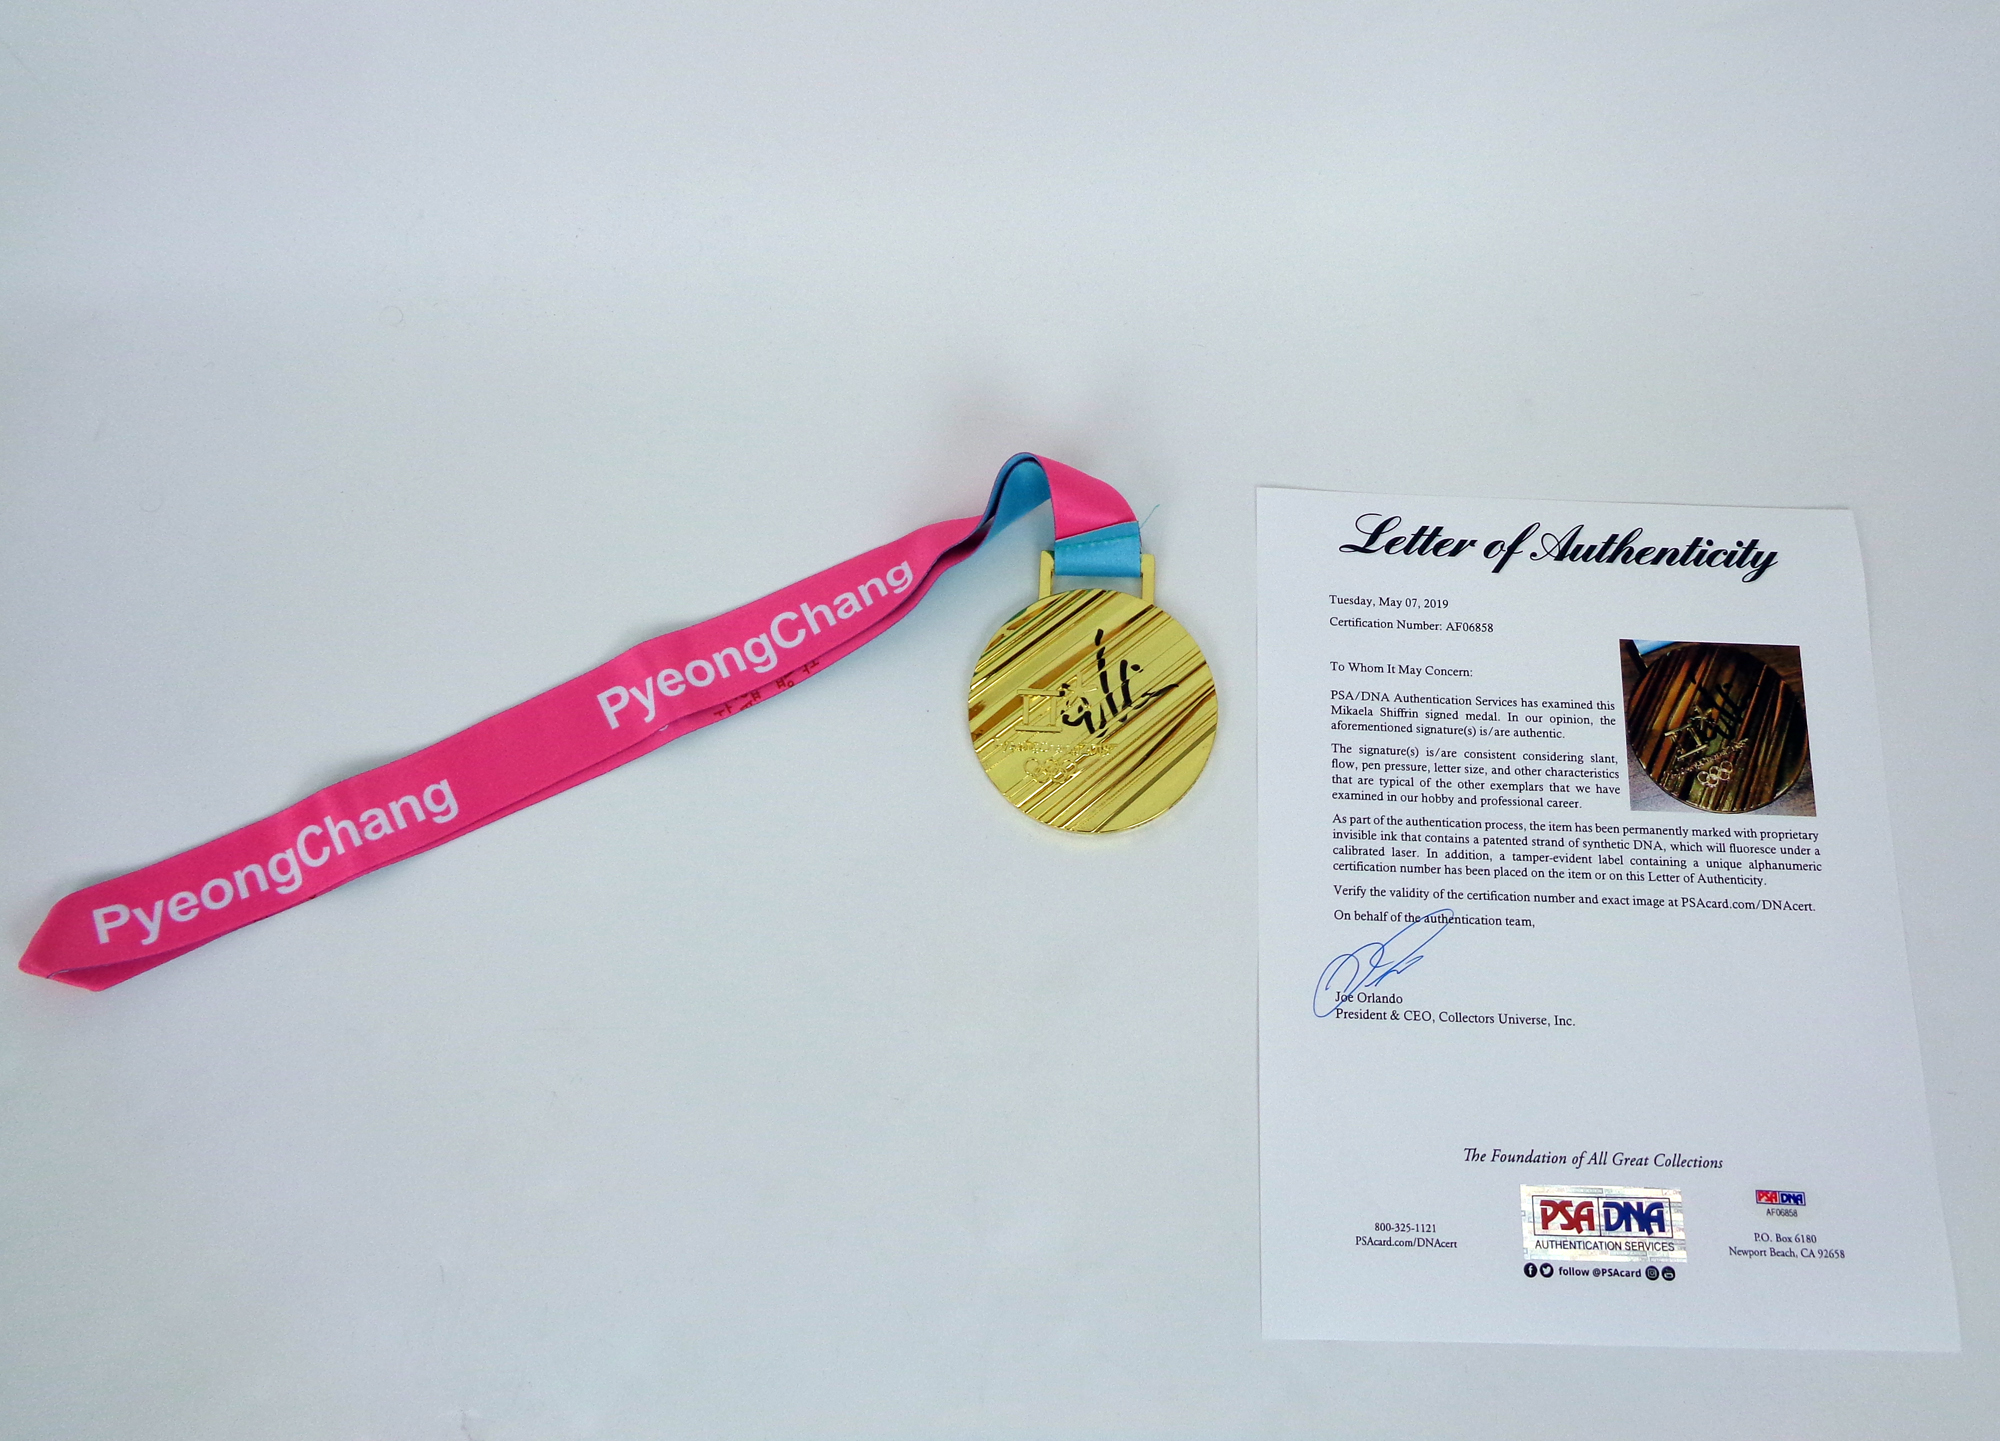 PyeongChang
PyeongChang
Letter of Authenticity
Tuesday, May 07, 2019
Certification Number: AF06858
To Whom It May Concern:
PSA/DNA Authentication Services has examined this
Mikaela Shiffrin signed medal. In our opinion, the
aforementioned signature(s) is/are authentic.
The signature(s) is/are consistent considering slant,
flow, pen pressure, letter size, and other characteristics
that are typical of the other exemplars that we have
examined in our hobby and professional career.
As part of the authentication process, the item has been permanently marked with proprietary
invisible ink that contains a patented strand of synthetic DNA, which will fluoresce under a
calibrated laser. In addition, a tamper-evident label containing a unique alphanumeric
certification number has been placed on the item or on this Letter of Authenticity.
Verify the validity of the certification number and exact image at PSAcard.com/DNAcert.
On behalf of the authentication team,
Joe Orlando
President & CEO, Collectors Universe, Inc.
The Foundation of All Great Collections
800-325-1121
PSAcard.com/DNAcert
PSA DNA
AUTHENTICATION SERVICES
follow @PSAcard
PSA DNA
AF06858
P.O. Box 6180
Newport Beach, CA 92658